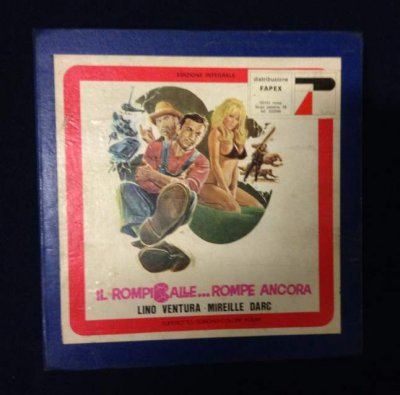 EDIZIONE INTEGRALE
distribuzione
FAPEX
IL ROMPIBALLE...ROMPE ANCORA
LINO VENTURA - MIREILLE DARC